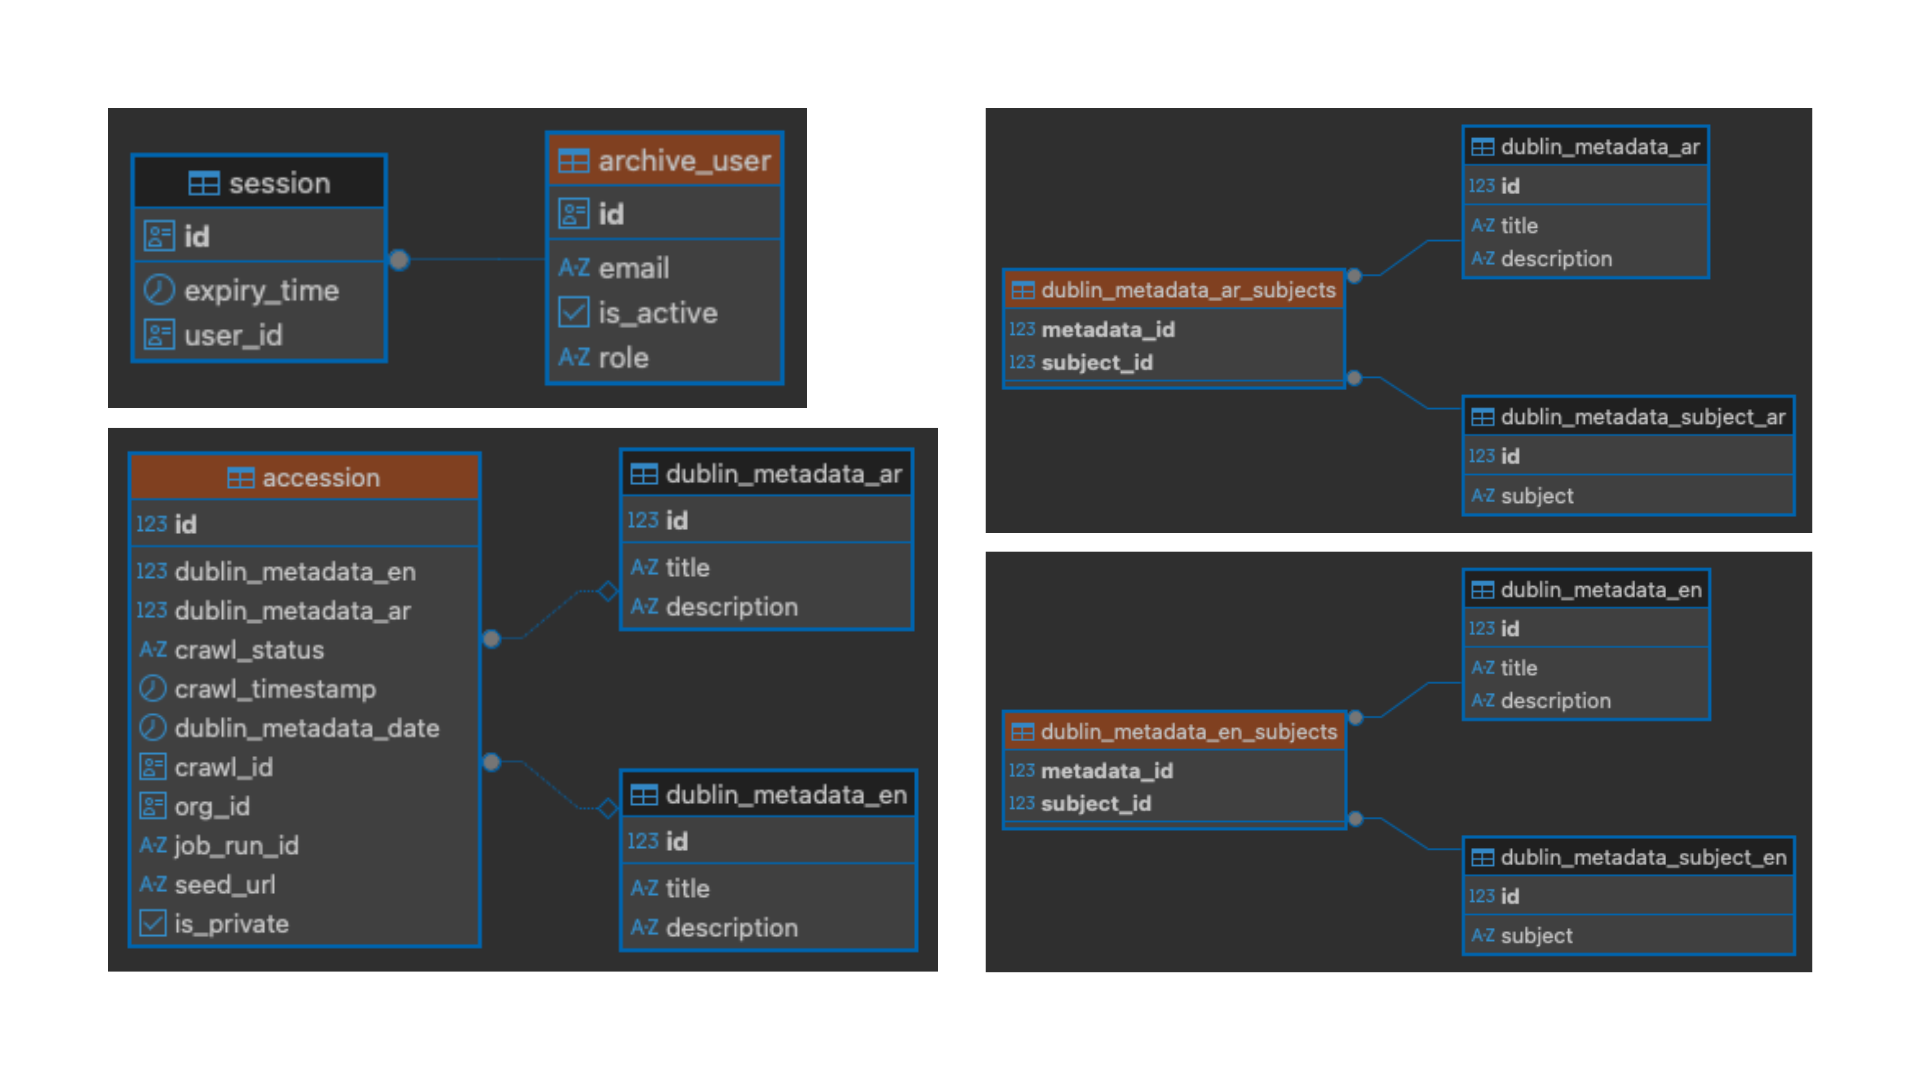 session
id
expiry_time
user_id
archive_user
id
A-Z email
is_active
A-Z role
accession
123 id
123 dublin_metadata_en
123 dublin_metadata_ar
A-Z crawl_status
crawl_timestamp
dublin_metadata_date
crawl_id
org_id
A-Z job_run_id
A-Z seed_url
is_private
dublin_metadata_ar
123 id
A-Z title
A-Z description
dublin_metadata_en
123 id
A-Z title
A-Z description
dublin_metadata_ar_subjects
123 metadata_id
123 subject_id
dublin_metadata_ar
123 id
A-Z title
A-Z description
dublin_metadata_subject_ar
123 id
A-Z subject
dublin_metadata_en_subjects
123 metadata_id
123 subject_id
dublin_metadata_en
123 id
A-Z title
A-Z description
dublin_metadata_subject_en
123 id
A-Z subject